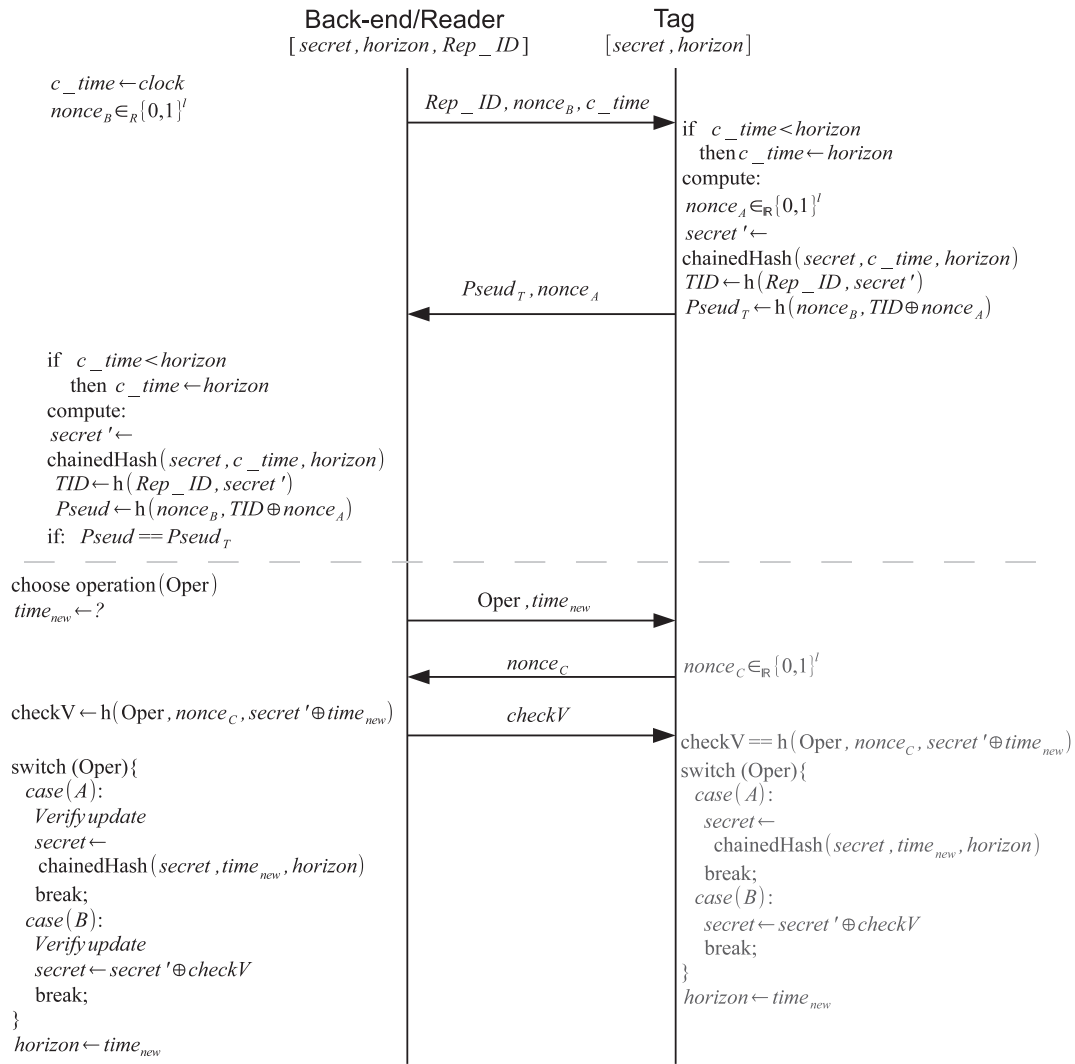 Back-end/Reader
[secret, horizon, Rep_ID]
Tag
[secret, horizon]
c_time ← clock
nonce_B ∈_R {0,1}^l
Rep_ID, nonce_B, c_time
if c_time < horizon
then c_time ← horizon
compute:
nonce_A ∈_ℝ {0,1}^l
secret ' ←
chainedHash(secret, c_time, horizon)
TID ← h(Rep_ID, secret ')
Pseud_T ← h(nonce_B, TID ⊕ nonce_A)
Pseud_T, nonce_A
if c_time < horizon
then c_time ← horizon
compute:
secret ' ←
chainedHash(secret, c_time, horizon)
TID ← h(Rep_ID, secret ')
Pseud ← h(nonce_B, TID ⊕ nonce_A)
if: Pseud == Pseud_T
choose operation(Oper)
time_new ← ?
Oper, time_new
nonce_C
nonce_C ∈_ℝ {0,1}^l
checkV ← h(Oper, nonce_C, secret ' ⊕ time_new)
checkV
checkV == h(Oper, nonce_C, secret ' ⊕ time_new)
switch (Oper){
case(A):
Verify update
secret ←
chainedHash(secret, time_new, horizon)
break;
case(B):
Verify update
secret ← secret ' ⊕ checkV
break;
}
horizon ← time_new
switch (Oper){
case(A):
secret ←
chainedHash(secret, time_new, horizon)
break;
case(B):
secret ← secret ' ⊕ checkV
break;
}
horizon ← time_new